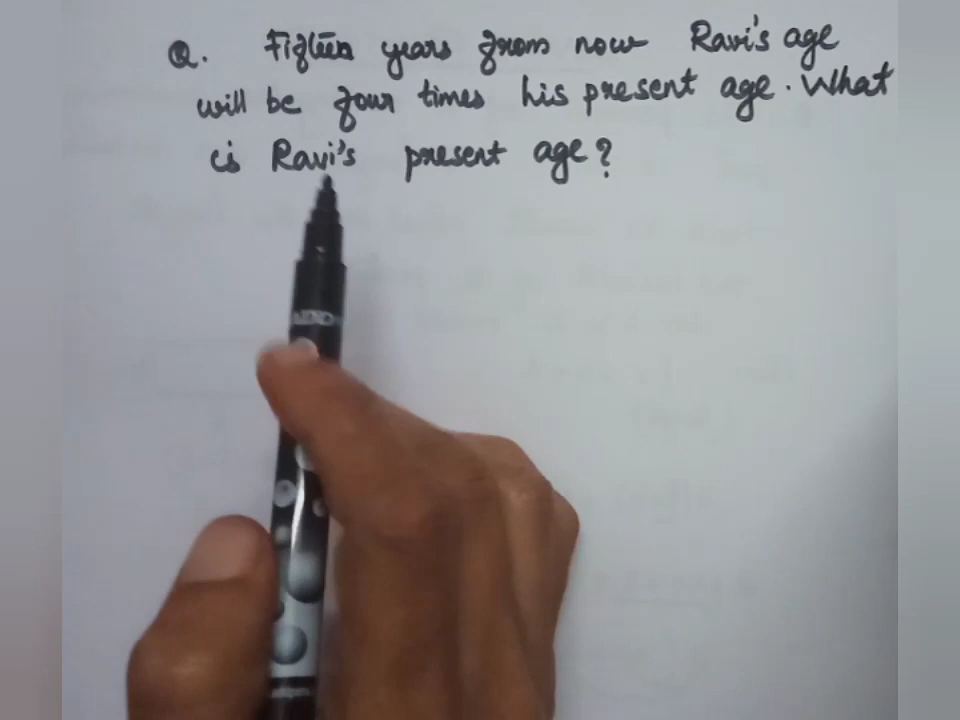 Q. Fifteen years from now Ravi's age
will be four times his present age. What
is Ravi's present age?